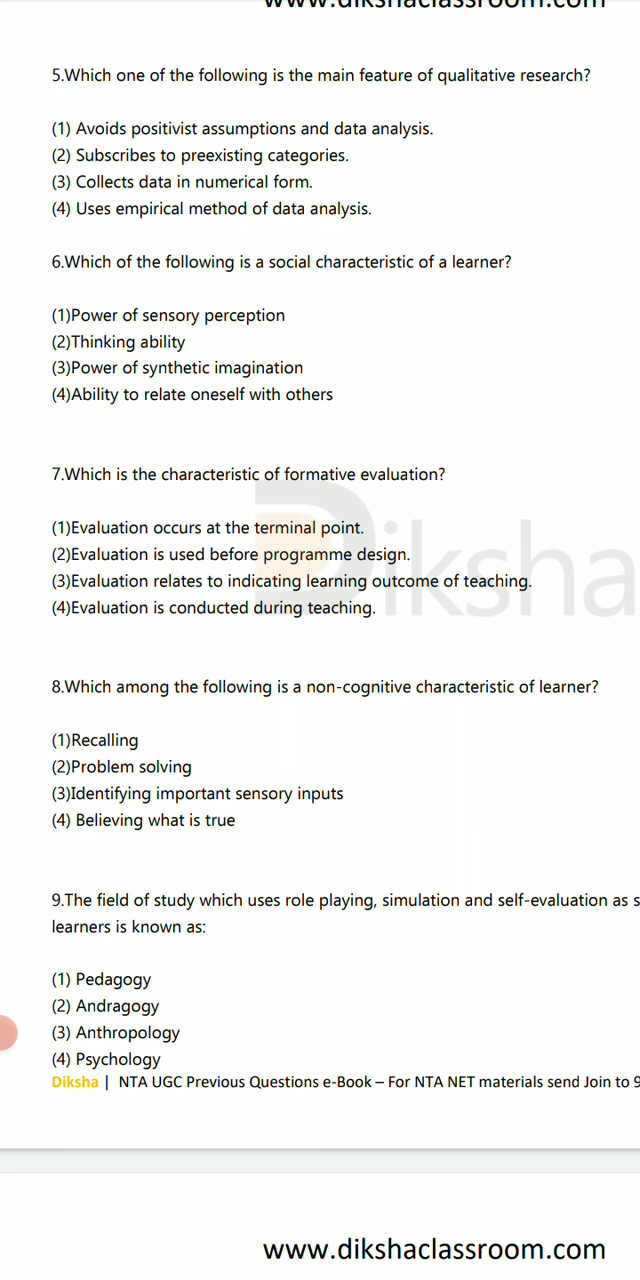 www.dikshaclassroom.com
5.Which one of the following is the main feature of qualitative research?
(1) Avoids positivist assumptions and data analysis.
(2) Subscribes to preexisting categories.
(3) Collects data in numerical form.
(4) Uses empirical method of data analysis.
6.Which of the following is a social characteristic of a learner?
(1)Power of sensory perception
(2)Thinking ability
(3)Power of synthetic imagination
(4)Ability to relate oneself with others
7.Which is the characteristic of formative evaluation?
(1)Evaluation occurs at the terminal point.
(2)Evaluation is used before programme design.
(3)Evaluation relates to indicating learning outcome of teaching.
(4)Evaluation is conducted during teaching.
Diksha
8.Which among the following is a non-cognitive characteristic of learner?
(1)Recalling
(2)Problem solving
(3)Identifying important sensory inputs
(4) Believing what is true
9.The field of study which uses role playing, simulation and self-evaluation as s
learners is known as:
(1) Pedagogy
(2) Andragogy
(3) Anthropology
(4) Psychology
Diksha | NTA UGC Previous Questions e-Book – For NTA NET materials send Join to 9
www.dikshaclassroom.com